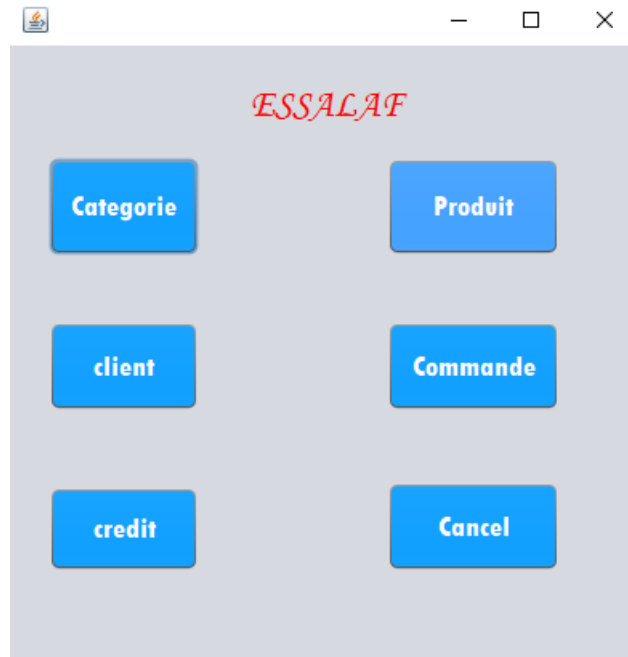 ESSALAF
Categorie
Produit
client
Commande
credit
Cancel